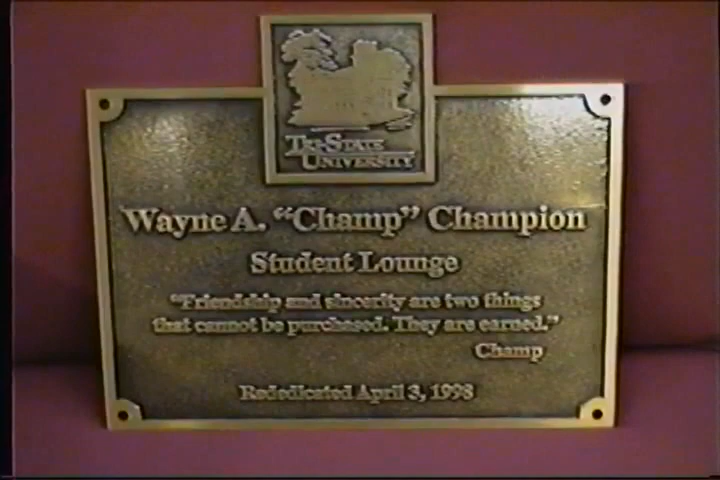 TRI-STATE
UNIVERSITY
Wayne A. “Champ” Champion
Student Lounge
“Friendship and sincerity are two things
that cannot be purchased. They are earned.”
Champ
Rededicated April 3, 1998